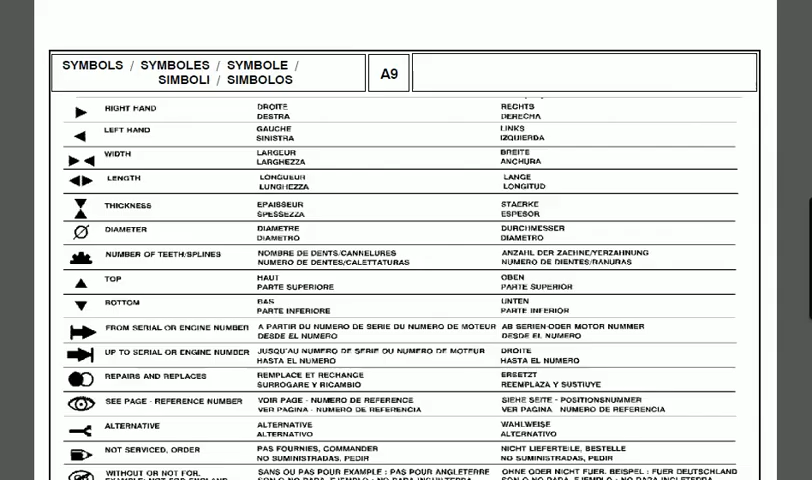 SYMBOLS / SYMBOLES / SYMBOLE /
SIMBOLI / SIMBOLOS
A9
RIGHT HAND DROITE RECHTS
DESTRA DERECHA
LEFT HAND GAUCHE LINKS
SINISTRA IZQUIERDA
WIDTH LARGEUR BREITE
LARGHEZZA ANCHURA
LENGTH LONGUEUR LANGE
LUNGHEZZA LONGITUD
THICKNESS EPAISSEUR STAERKE
SPESSEZZA ESPESOR
DIAMETER DIAMETRE DURCHMESSER
DIAMETRO DIAMETRO
NUMBER OF TEETH/SPLINES NOMBRE DE DENTS/CANNELURES ANZAHL DER ZAEHNE/VERZAHNUNG
NUMERO DE DENTES/CALETTATURAS NUMERO DE DIENTES/RANURAS
TOP HAUT OBEN
PARTE SUPERIORE PARTE SUPERIOR
BOTTOM BAS UNTEN
PARTE INFERIORE PARTE INFERIOR
FROM SERIAL OR ENGINE NUMBER A PARTIR DU NUMERO DE SERIE DU NUMERO DE MOTEUR AB SERIEN-ODER MOTOR NUMMER
DESDE EL NUMERO DESDE EL NUMERO
UP TO SERIAL OR ENGINE NUMBER JUSQU'AU NUMERO DE SERIE OU NUMERO DE MOTEUR DROITE
HASTA EL NUMERO HASTA EL NUMERO
REPAIRS AND REPLACES REMPLACE ET RECHANGE ERSETZT
SURROGARE Y RICAMBIO REEMPLAZA Y SUSTIUYE
SEE PAGE - REFERENCE NUMBER VOIR PAGE - NUMERO DE REFERENCE SIEHE SEITE - POSITIONSNUMMER
VER PAGINA - NUMERO DE REFERENCIA VER PAGINA NUMERO DE REFERENCIA
ALTERNATIVE ALTERNATIVE WAHLWEISE
ALTERNATIVO ALTERNATIVO
NOT SERVICED, ORDER PAS FOURNIES, COMMANDER NICHT LIEFERTEILE, BESTELLE
NO SUMINISTRADAS, PEDIR NO SUMINISTRADAS, PEDIR
WITHOUT OR NOT FOR, SANS OU PAS POUR EXAMPLE : PAS POUR ANGLETERRE OHNE ODER NICHT FUER. BEISPIEL : FUER DEUTSCHLAND